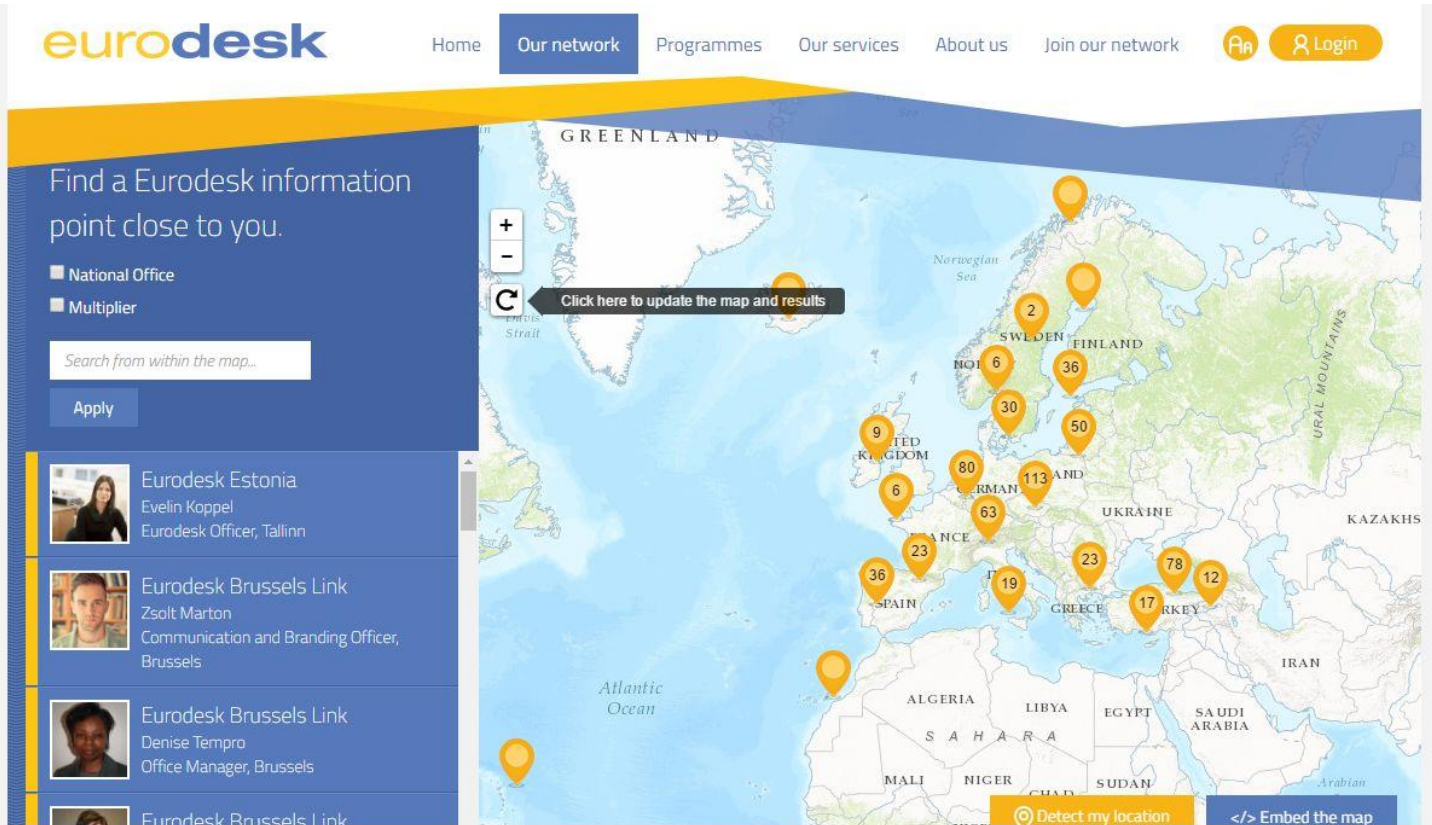 eurodesk
Home
Our network
Programmes
Our services
About us
Join our network
AA
Login
Find a Eurodesk information
point close to you.
National Office
Multiplier
Search from within the map...
Apply
Eurodesk Estonia
Evelin Koppel
Eurodesk Officer, Tallinn
Eurodesk Brussels Link
Zsolt Marton
Communication and Branding Officer,
Brussels
Eurodesk Brussels Link
Denise Tempro
Office Manager, Brussels
Eurodesk Brussels Link
+
−
Click here to update the map and results
GREENLAND
Davis
Strait
Norwegian
Sea
2
SWEDEN
FINLAND
6
36
30
50
9
KINGDOM
80
113
6
63
UKRAINE
KAZAKHS
URAL MOUNTAINS
23
23
78
12
36
19
17
SPAIN
GREECE
IRAN
Atlantic
Ocean
ALGERIA
LIBYA
EGYPT
SAUDI
ARABIA
SAHARA
MALI
NIGER
CHAD
SUDAN
Arabian
Detect my location
</> Embed the map